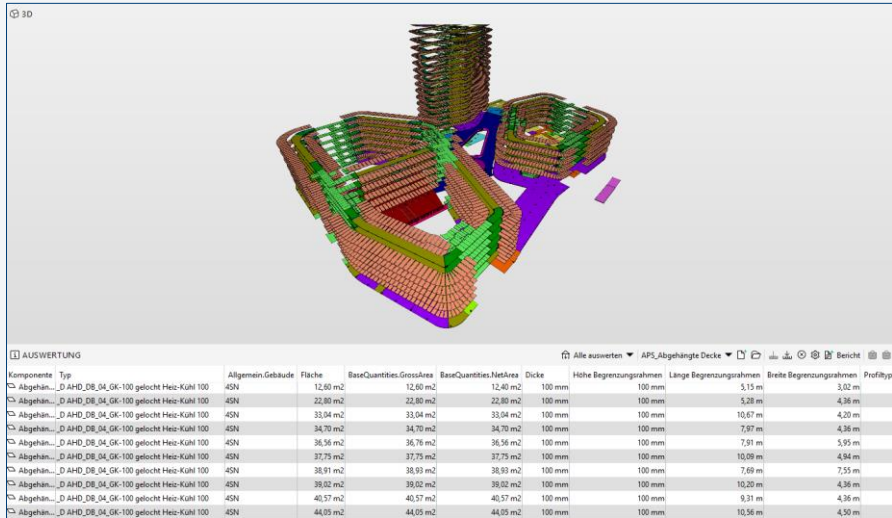 3D
AUSWERTUNG Alle auswerten APS_Abgehängte Decke Bericht
Komponente Typ Allgemein.Gebäude Fläche BaseQuantities.GrossArea BaseQuantities.NetArea Dicke Höhe Begrenzungsrahmen Länge Begrenzungsrahmen Breite Begrenzungsrahmen Profiltyp
Abgehän... _D AHD_DB_04_GK-100 gelocht Heiz-Kühl 100 4SN 12,60 m2 12,60 m2 12,40 m2 100 mm 100 mm 5,15 m 3,02 m
Abgehän... _D AHD_DB_04_GK-100 gelocht Heiz-Kühl 100 4SN 22,80 m2 22,80 m2 22,80 m2 100 mm 100 mm 5,28 m 4,36 m
Abgehän... _D AHD_DB_04_GK-100 gelocht Heiz-Kühl 100 4SN 33,04 m2 33,04 m2 33,04 m2 100 mm 100 mm 10,67 m 4,20 m
Abgehän... _D AHD_DB_04_GK-100 gelocht Heiz-Kühl 100 4SN 34,70 m2 34,70 m2 34,70 m2 100 mm 100 mm 7,97 m 4,36 m
Abgehän... _D AHD_DB_04_GK-100 gelocht Heiz-Kühl 100 4SN 36,56 m2 36,76 m2 36,56 m2 100 mm 100 mm 7,91 m 5,95 m
Abgehän... _D AHD_DB_04_GK-100 gelocht Heiz-Kühl 100 4SN 37,75 m2 37,75 m2 37,75 m2 100 mm 100 mm 10,09 m 4,94 m
Abgehän... _D AHD_DB_04_GK-100 gelocht Heiz-Kühl 100 4SN 38,91 m2 38,93 m2 38,93 m2 100 mm 100 mm 7,69 m 7,55 m
Abgehän... _D AHD_DB_04_GK-100 gelocht Heiz-Kühl 100 4SN 39,02 m2 39,02 m2 39,02 m2 100 mm 100 mm 10,20 m 4,36 m
Abgehän... _D AHD_DB_04_GK-100 gelocht Heiz-Kühl 100 4SN 40,57 m2 40,57 m2 40,57 m2 100 mm 100 mm 9,31 m 4,36 m
Abgehän... _D AHD_DB_04_GK-100 gelocht Heiz-Kühl 100 4SN 44,05 m2 44,05 m2 44,05 m2 100 mm 100 mm 10,56 m 4,50 m